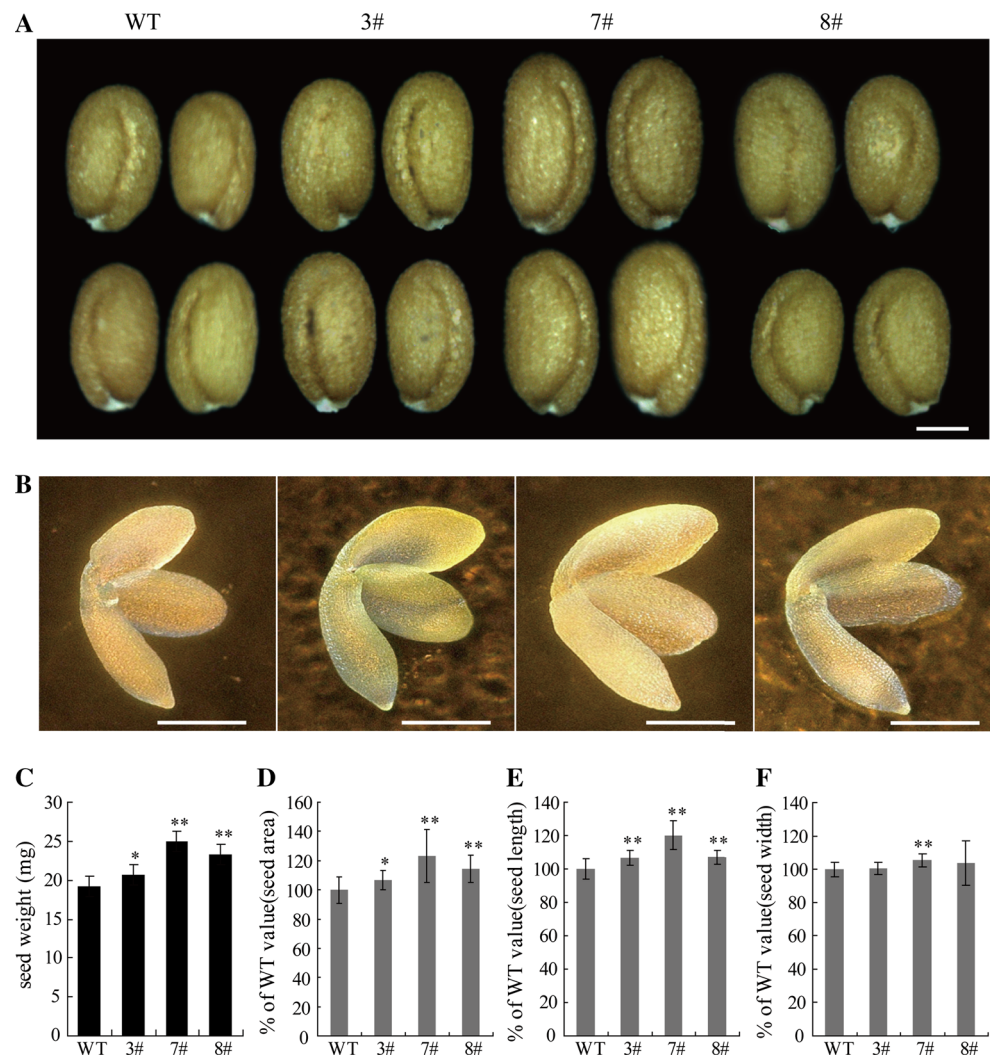 A WT 3# 7# 8#
B
C
seed weight (mg)
30
25
20
15
10
5
0
* ** **
WT 3# 7# 8#
D
% of WT value(seed area)
160
140
120
100
80
60
40
20
0
* ** **
WT 3# 7# 8#
E
% of WT value(seed length)
140
120
100
80
60
40
20
0
** ** **
WT 3# 7# 8#
F
% of WT value(seed width)
140
120
100
80
60
40
20
0
**
WT 3# 7# 8#